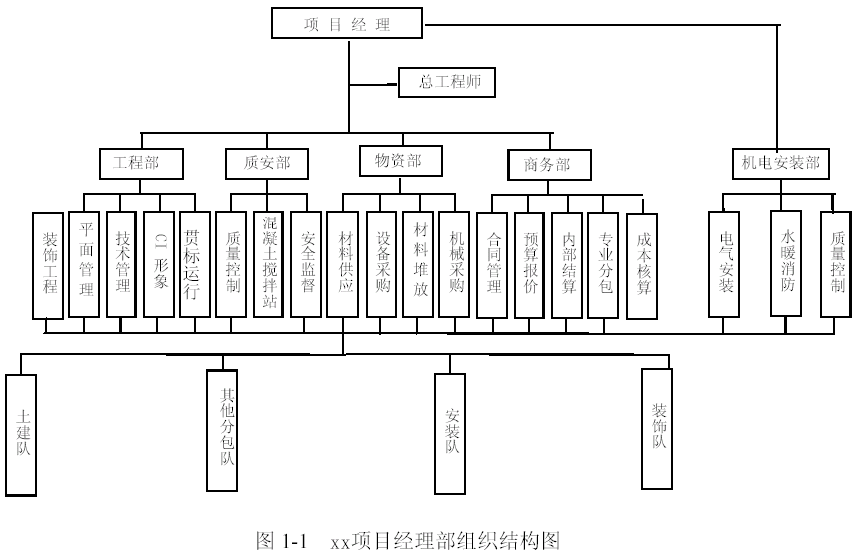 项目经理
总工程师
工程部
质安部
物资部
商务部
机电安装部
装饰工程
平面管理
技术管理
CI形象
贯标运行
质量控制
混凝土搅拌站
安全监督
材料供应
设备采购
材料堆放
机械采购
合同管理
预算报价
内部结算
专业分包
成本核算
电气安装
水暖消防
质量控制
土建队
其他分包队
安装队
装饰队
图 1-1 xx项目经理部组织结构图